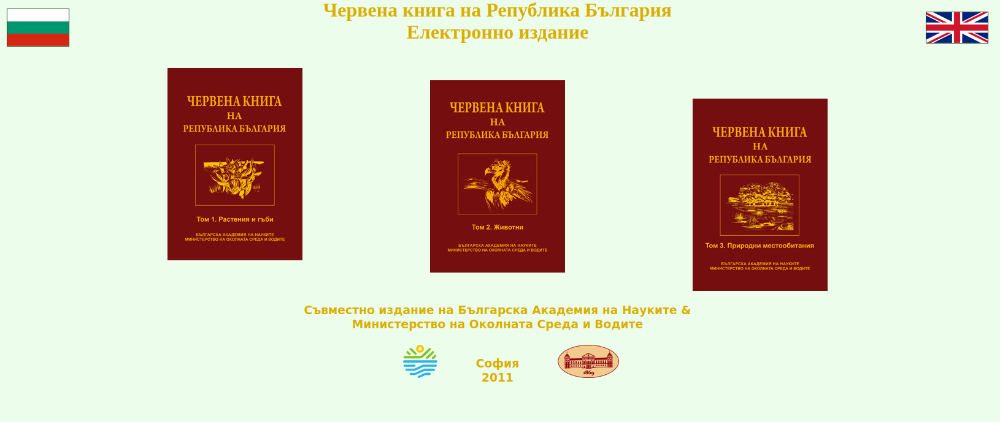 Червена книга на Република България
Електронно издание
ЧЕРВЕНА КНИГА
НА
РЕПУБЛИКА БЪЛГАРИЯ
Том 1. Растения и гъби
БЪЛГАРСКА АКАДЕМИЯ НА НАУКИТЕ
МИНИСТЕРСТВО НА ОКОЛНАТА СРЕДА И ВОДИТЕ
ЧЕРВЕНА КНИГА
НА
РЕПУБЛИКА БЪЛГАРИЯ
Том 2. Животни
БЪЛГАРСКА АКАДЕМИЯ НА НАУКИТЕ
МИНИСТЕРСТВО НА ОКОЛНАТА СРЕДА И ВОДИТЕ
ЧЕРВЕНА КНИГА
НА
РЕПУБЛИКА БЪЛГАРИЯ
Том 3. Природни местообитания
БЪЛГАРСКА АКАДЕМИЯ НА НАУКИТЕ
МИНИСТЕРСТВО НА ОКОЛНАТА СРЕДА И ВОДИТЕ
Съвместно издание на Българска Академия на Науките &
Министерство на Околната Среда и Водите
София
2011
1869